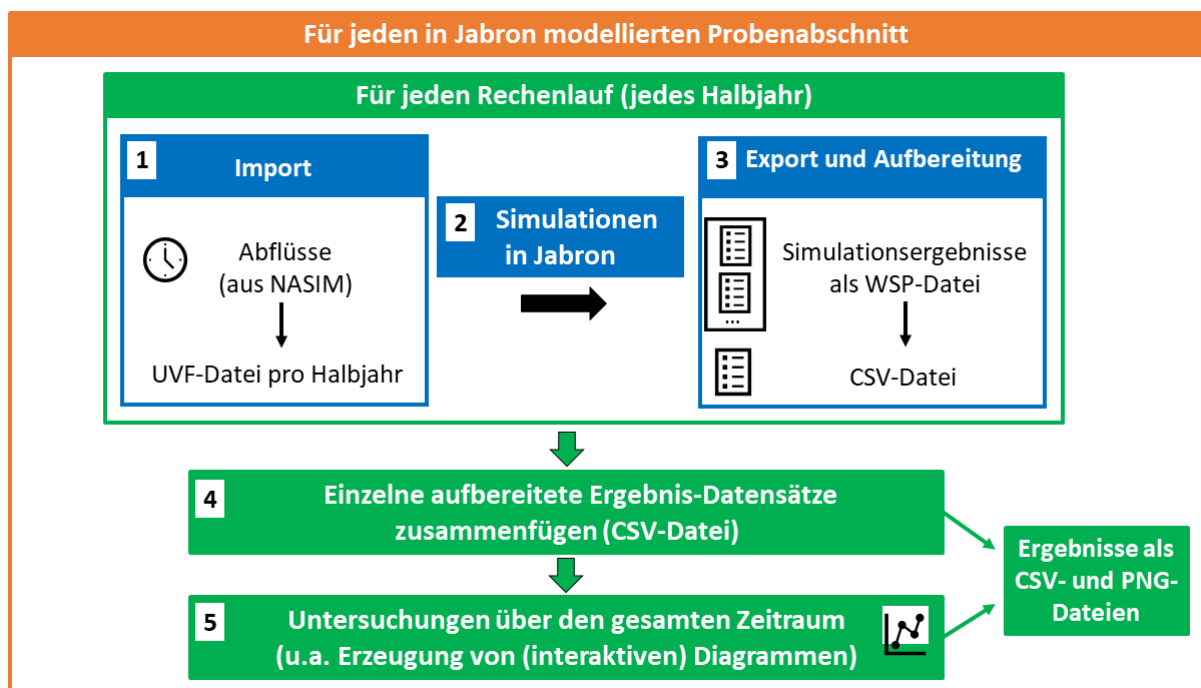 Für jeden in Jabron modellierten Probenabschnitt
Für jeden Rechenlauf (jedes Halbjahr)
1
Import
Abflüsse
(aus NASIM)
UVF-Datei pro Halbjahr
2
Simulationen
in Jabron
3
Export und Aufbereitung
...
Simulationsergebnisse
als WSP-Datei
CSV-Datei
4
Einzelne aufbereitete Ergebnis-Datensätze
zusammenfügen (CSV-Datei)
5
Untersuchungen über den gesamten Zeitraum
(u.a. Erzeugung von (interaktiven) Diagrammen)
Ergebnisse als
CSV- und PNG-
Dateien